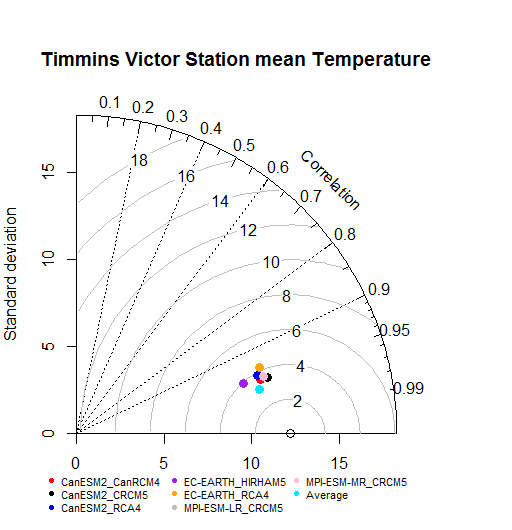 Timmins Victor Station mean Temperature
0.1 0.2 0.3 0.4 0.5 0.6 0.7 0.8 0.9 0.95 0.99
Correlation
18 16 14 12 10 8 6 4 2
Standard deviation
15
10
5
0
0 5 10 15
CanESM2_CanRCM4 EC-EARTH_HIRHAM5 MPI-ESM-MR_CRCM5
CanESM2_CRCM5 EC-EARTH_RCA4 Average
CanESM2_RCA4 MPI-ESM-LR_CRCM5